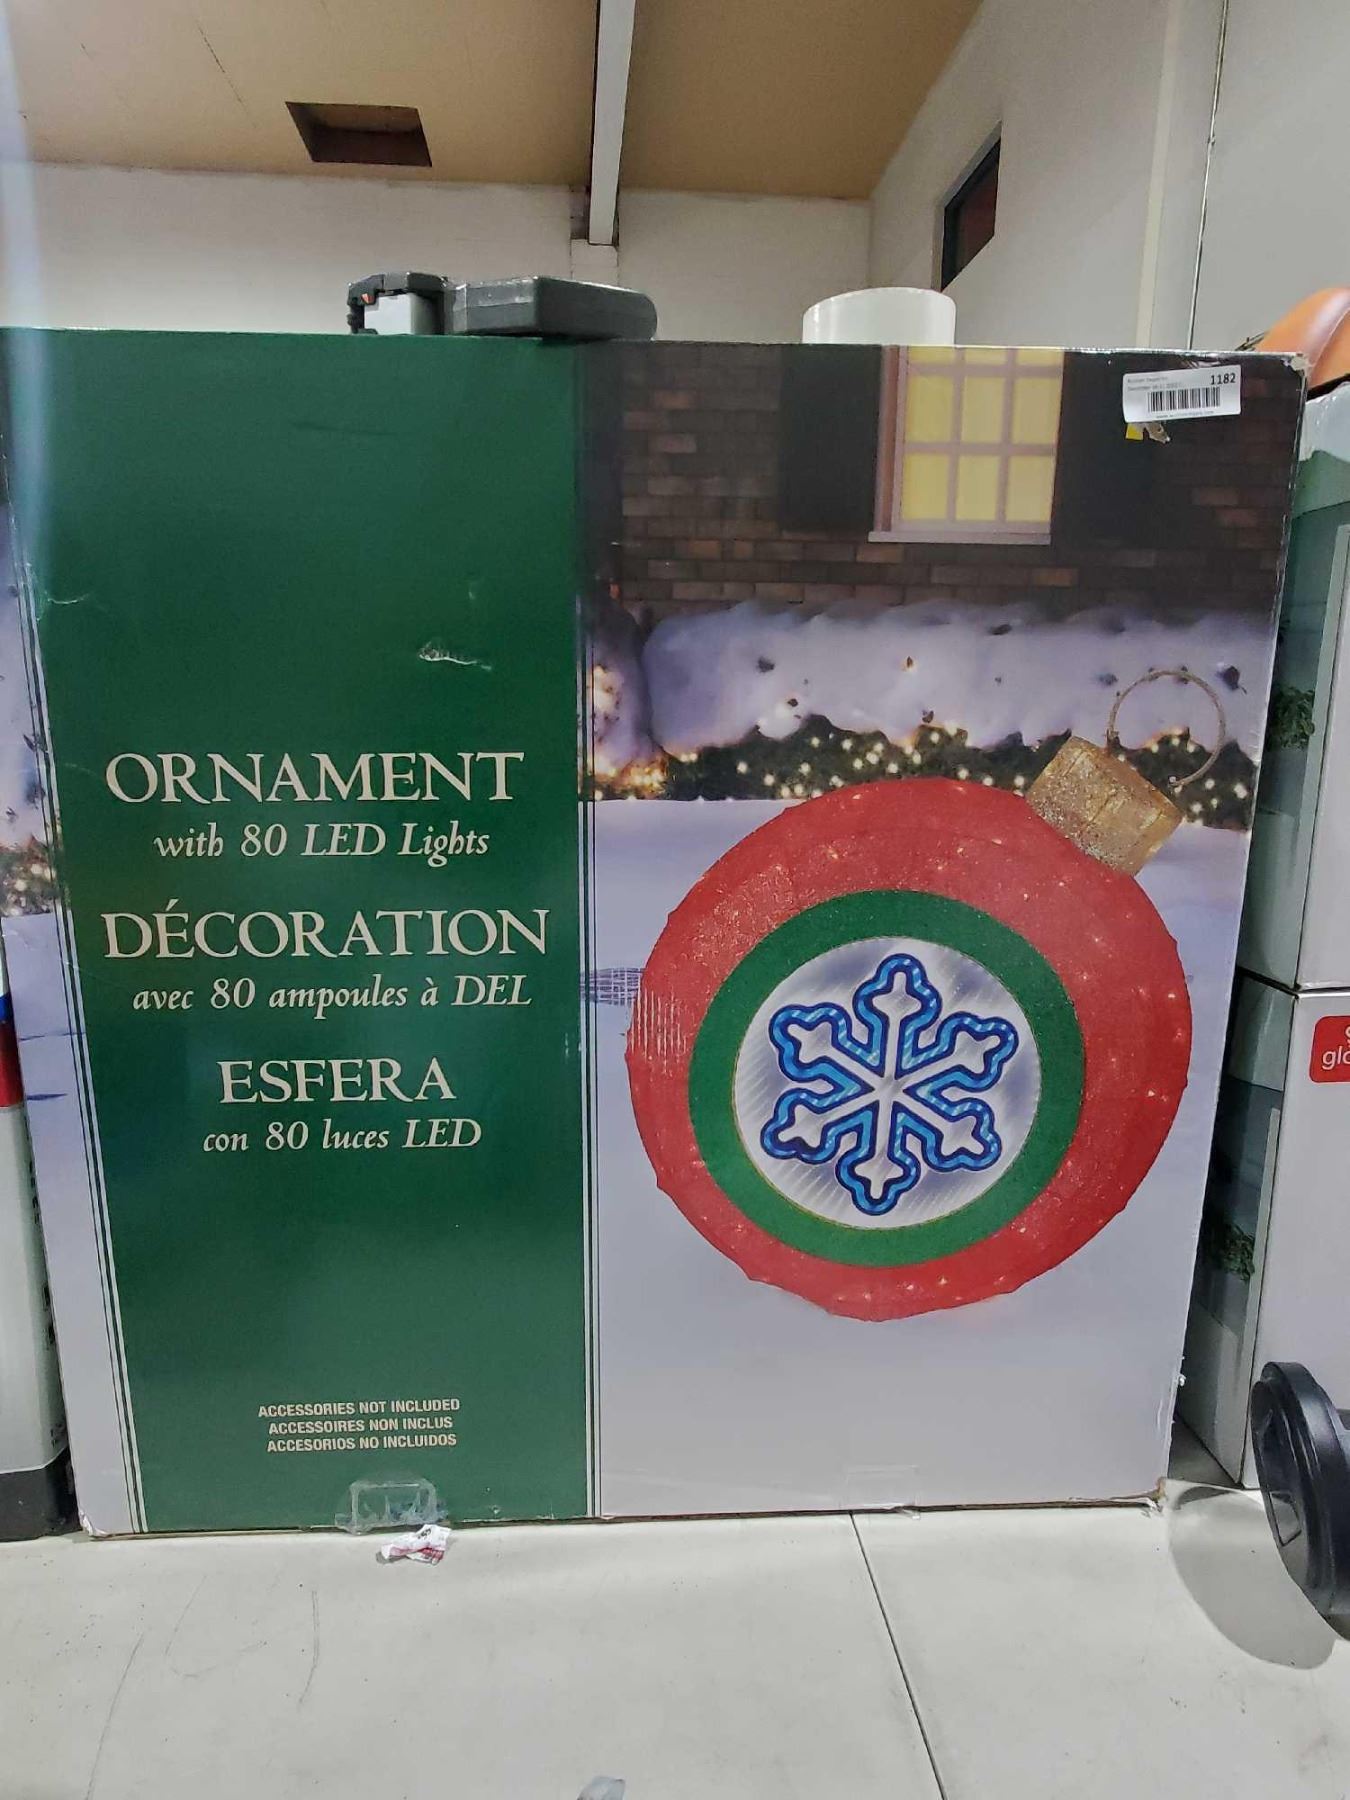 1182
ORNAMENT
with 80 LED Lights
DÉCORATION
avec 80 ampoules à DEL
ESFERA
con 80 luces LED
ACCESSORIES NOT INCLUDED
ACCESSOIRES NON INCLUS
ACCESORIOS NO INCLUIDOS